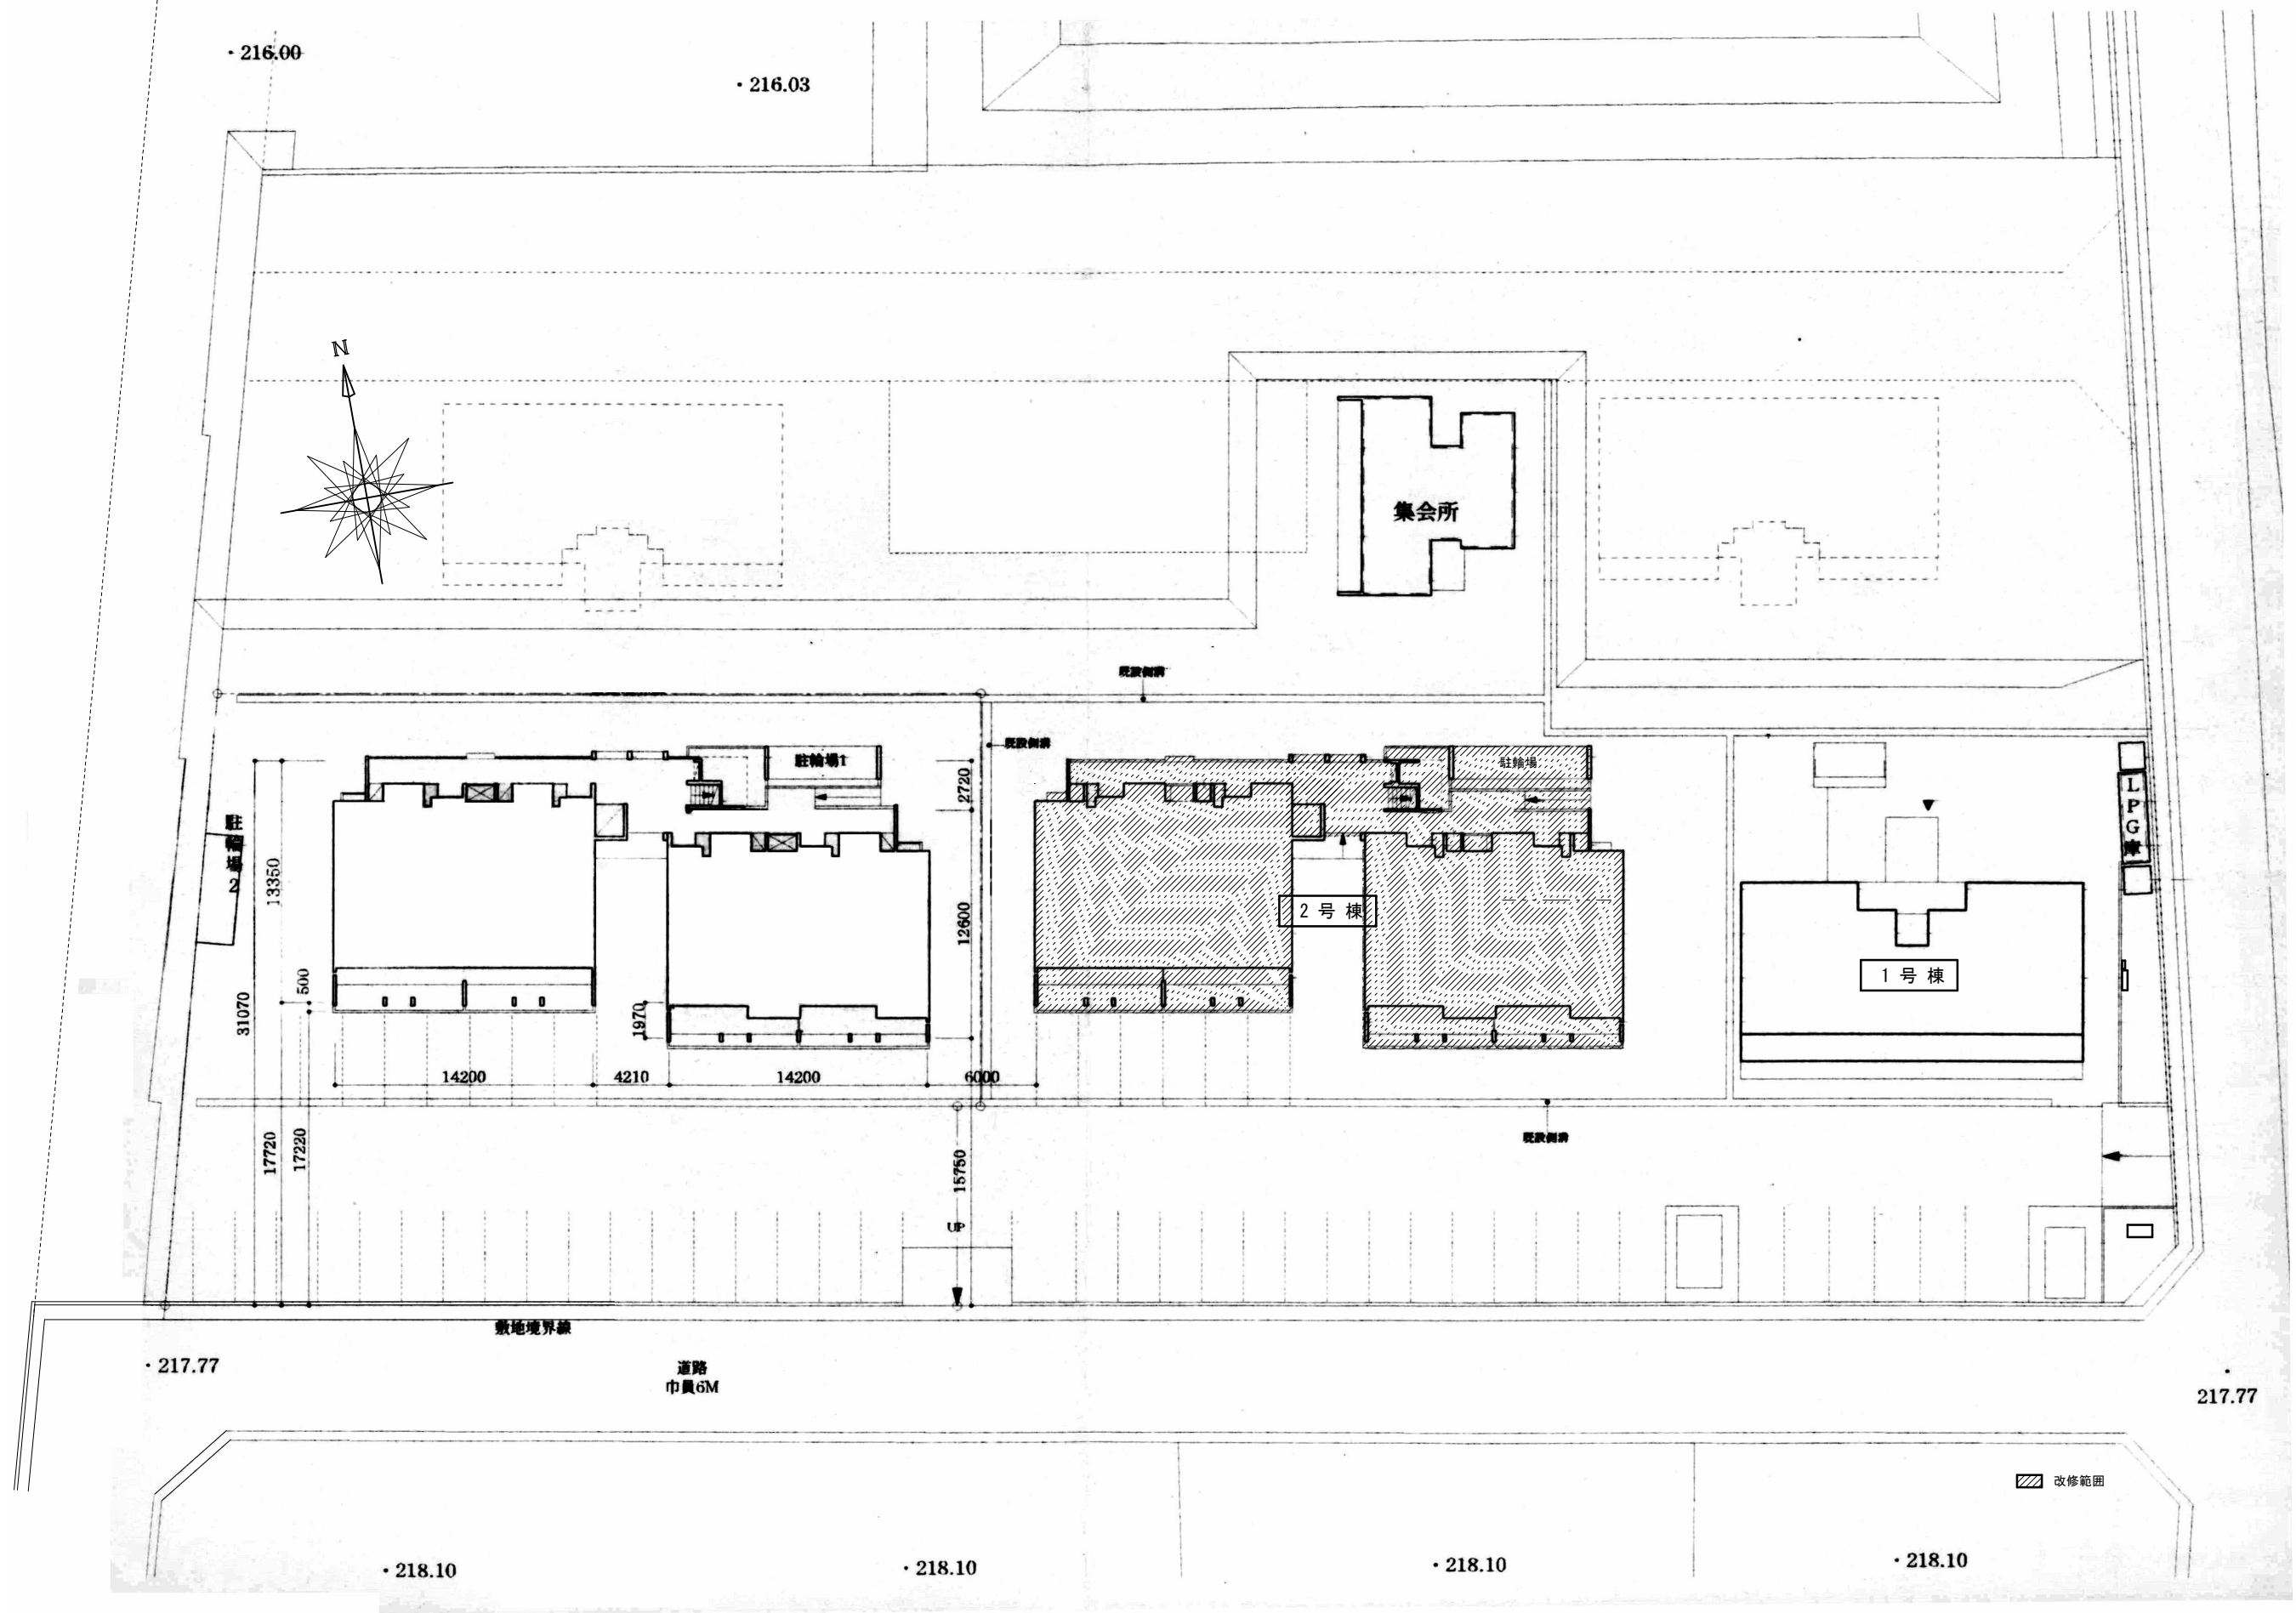 ・216.00
・216.03
N
集会所
既設側溝
既設側溝
駐輪場1
駐輪場
2720
LPG庫
駐輪場2
13350
12600
2号棟
1号棟
500
31070
1970
14200
4210
14200
6000
既設側溝
17720
17220
15750
UP
敷地境界線
・217.77
道路
巾員6M
217.77
改修範囲
・218.10
・218.10
・218.10
・218.10